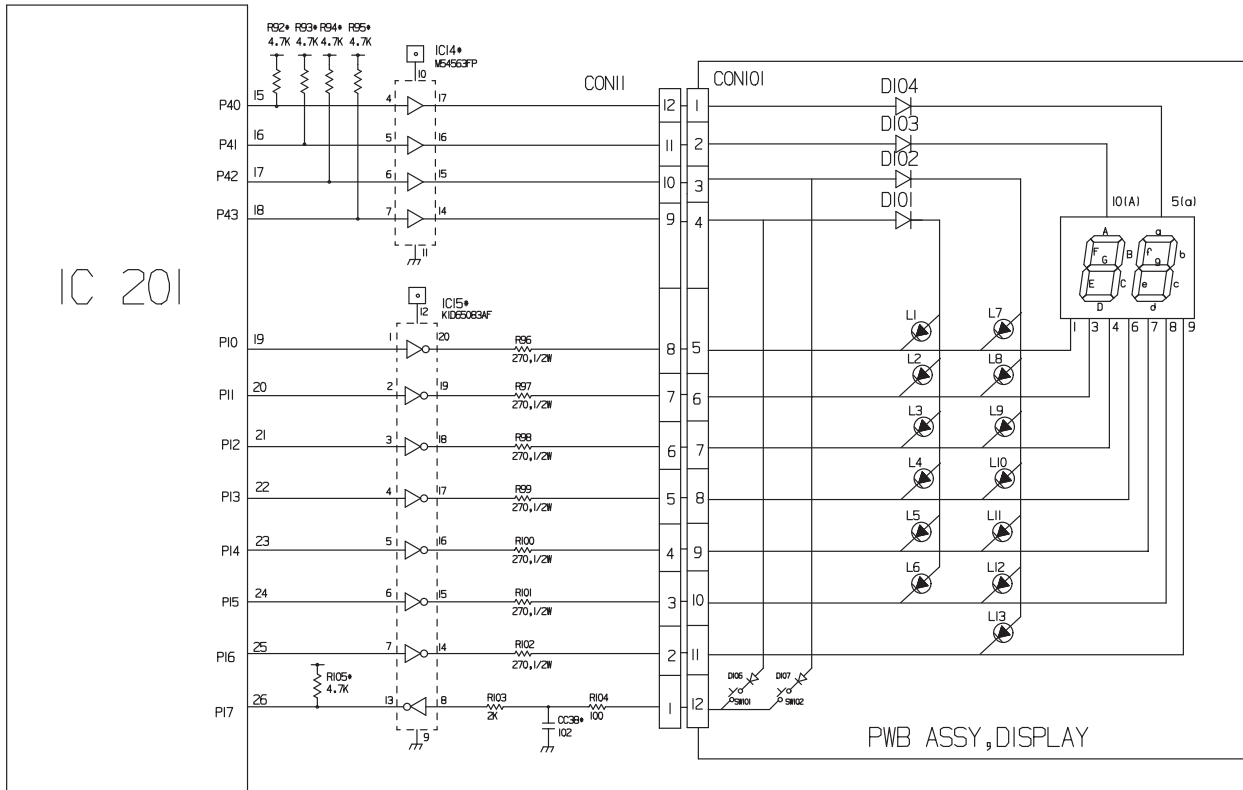 R92* R93* R94* R95*
4.7K 4.7K 4.7K 4.7K
IC14*
M54563FP
10
CON11
CON101
P40 15 4 17 12 1 D104
P41 16 5 16 11 2 D103
P42 17 6 15 10 3 D102
P43 18 7 14 9 4 D101
11
10(A) 5(a)
A a
F B f b
G g
E C e c
D d
1 3 4 6 7 8 9
IC 201
IC15*
KID65083AF
12
P10 19 1 20 R96 8 5 L1 L7
270,1/2W
P11 20 2 19 R97 7 6 L2 L8
270,1/2W
P12 21 3 18 R98 6 7 L3 L9
270,1/2W
P13 22 4 17 R99 5 8 L4 L10
270,1/2W
P14 23 5 16 R100 4 9 L5 L11
270,1/2W
P15 24 6 15 R101 3 10 L6 L12
270,1/2W
P16 25 7 14 R102 2 11 L13
270,1/2W
R105*
4.7K
P17 26 13 8 R103 R104 1 12
2K 100
CC38*
102
9
D106 D107
SW101 SW102
PWB ASSY,DISPLAY